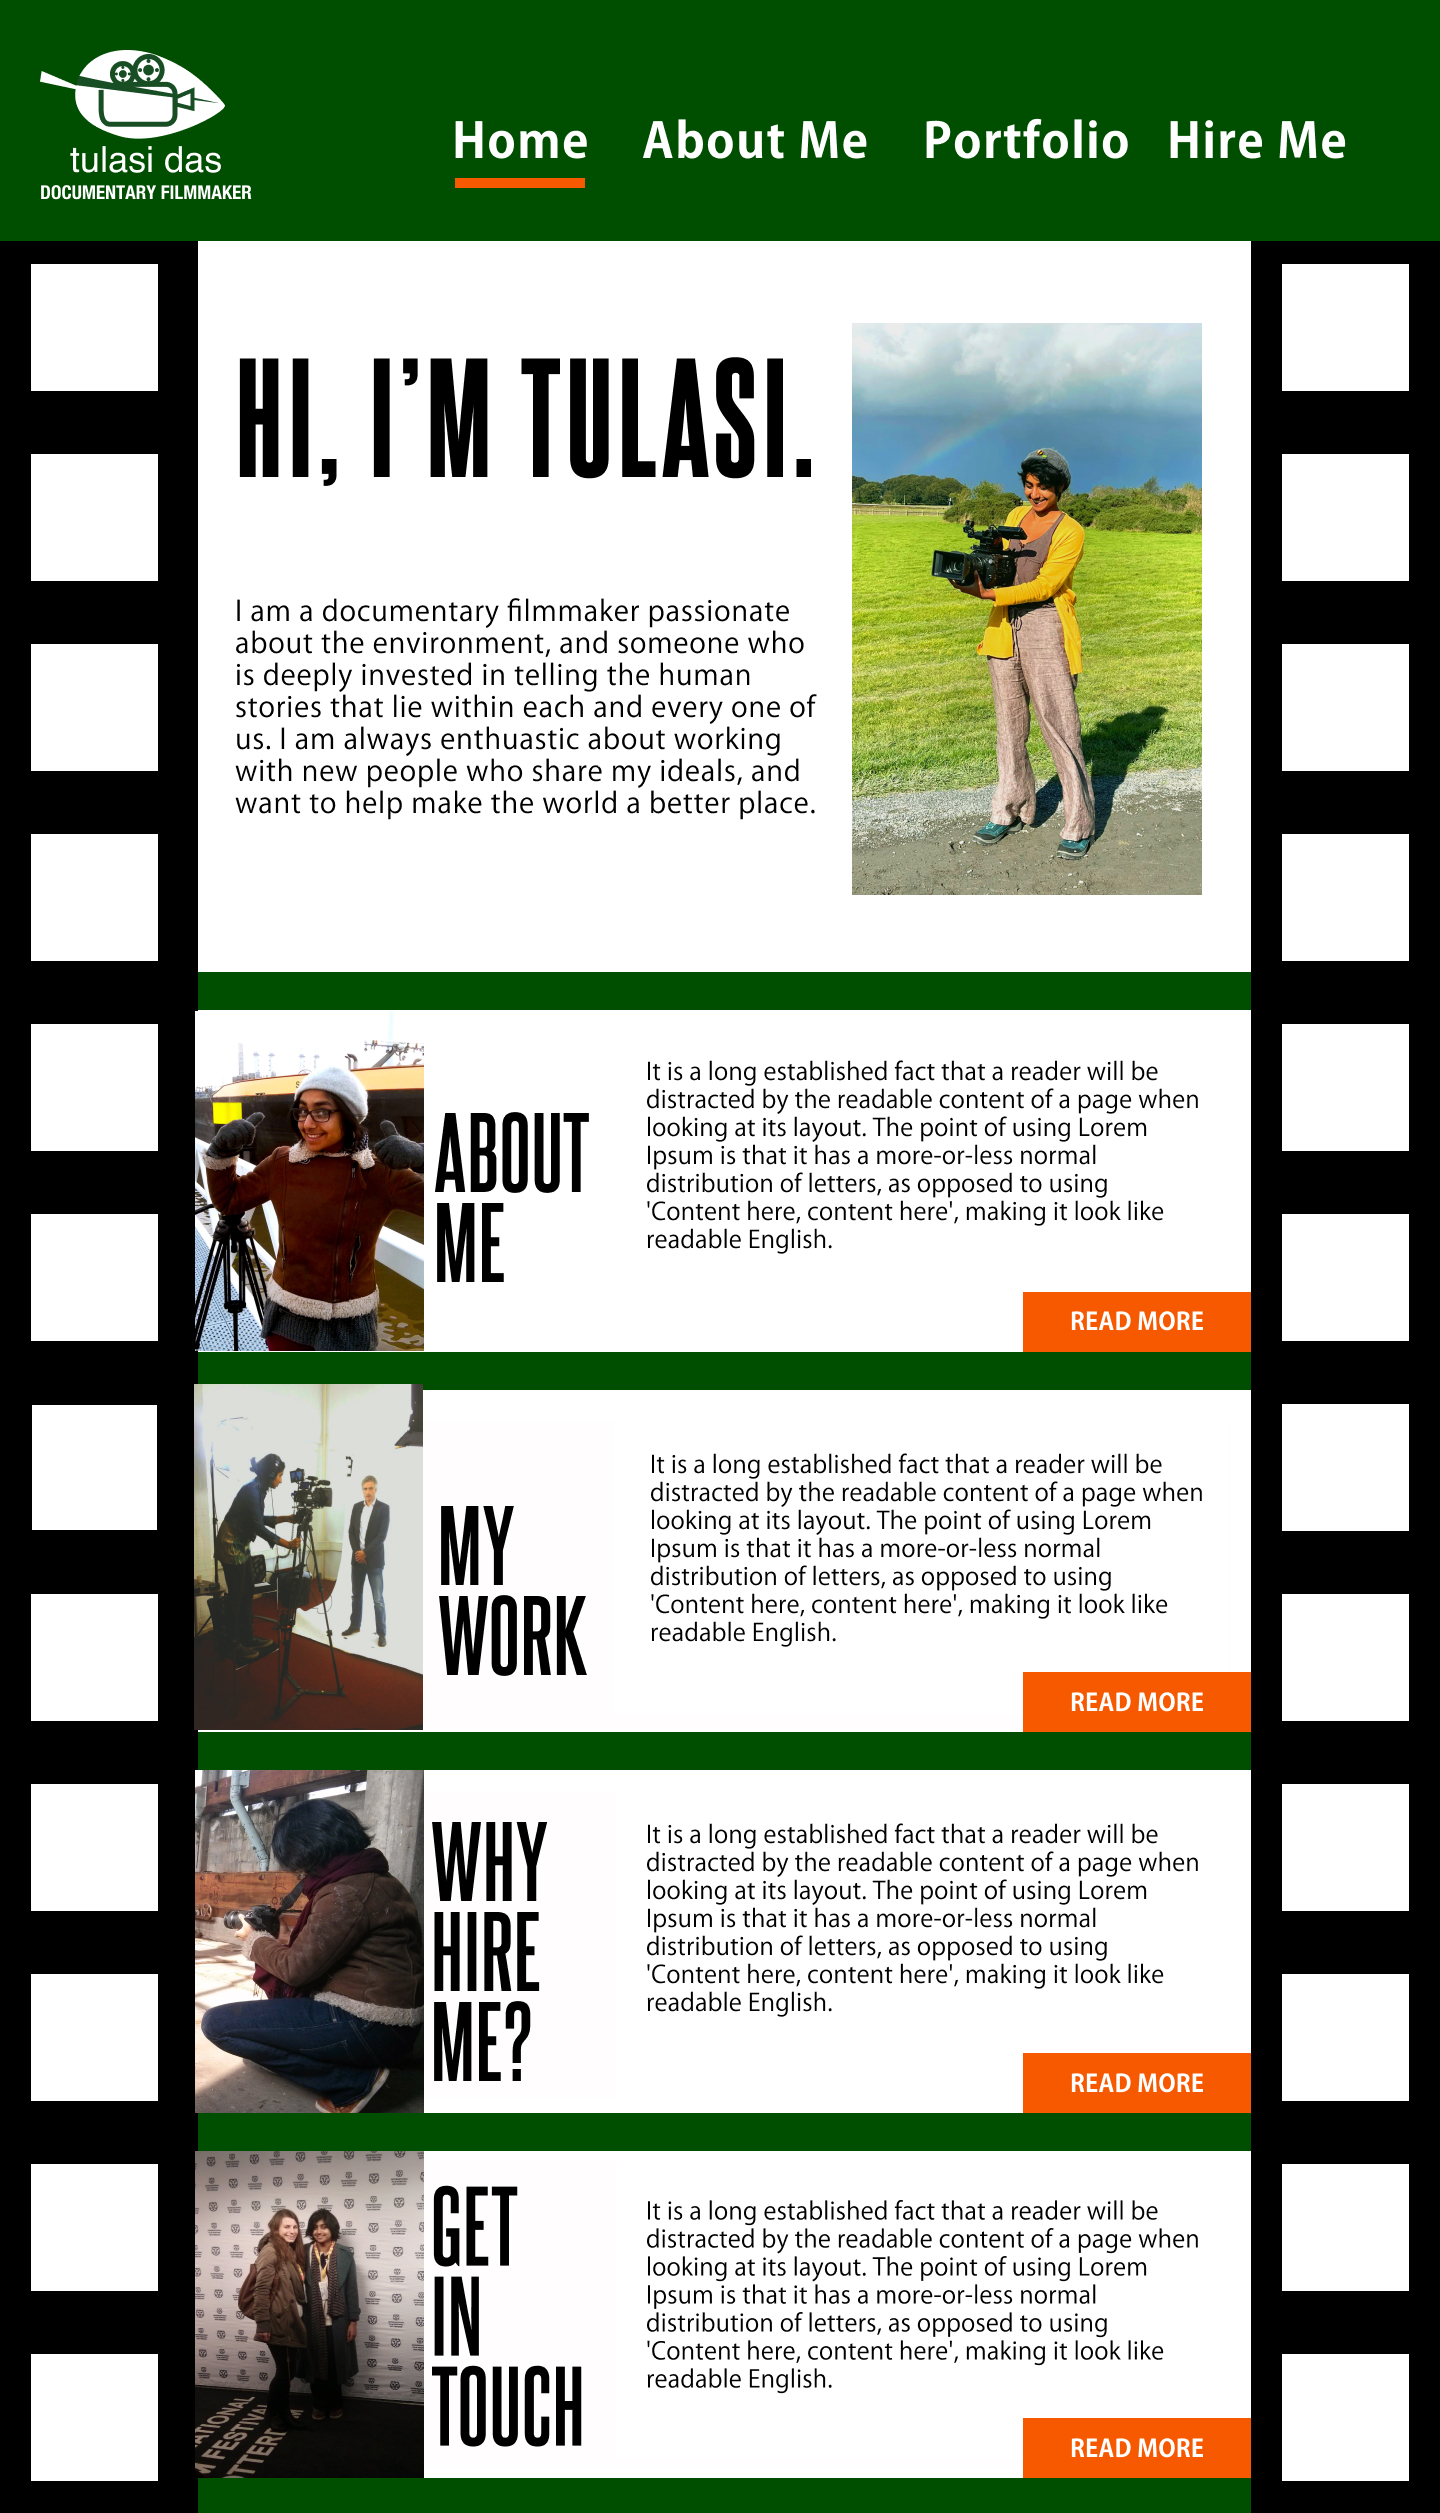 tulasi das
DOCUMENTARY FILMMAKER
Home About Me Portfolio Hire Me
HI, I’M TULASI.
I am a documentary filmmaker passionate
about the environment, and someone who
is deeply invested in telling the human
stories that lie within each and every one of
us. I am always enthuastic about working
with new people who share my ideals, and
want to help make the world a better place.
ABOUT
ME
It is a long established fact that a reader will be
distracted by the readable content of a page when
looking at its layout. The point of using Lorem
Ipsum is that it has a more-or-less normal
distribution of letters, as opposed to using
'Content here, content here', making it look like
readable English.
READ MORE
MY
WORK
It is a long established fact that a reader will be
distracted by the readable content of a page when
looking at its layout. The point of using Lorem
Ipsum is that it has a more-or-less normal
distribution of letters, as opposed to using
'Content here, content here', making it look like
readable English.
READ MORE
WHY
HIRE
ME?
It is a long established fact that a reader will be
distracted by the readable content of a page when
looking at its layout. The point of using Lorem
Ipsum is that it has a more-or-less normal
distribution of letters, as opposed to using
'Content here, content here', making it look like
readable English.
READ MORE
GET
IN
TOUCH
It is a long established fact that a reader will be
distracted by the readable content of a page when
looking at its layout. The point of using Lorem
Ipsum is that it has a more-or-less normal
distribution of letters, as opposed to using
'Content here, content here', making it look like
readable English.
READ MORE
ATIONAL
M FESTIVAL
OTTERD